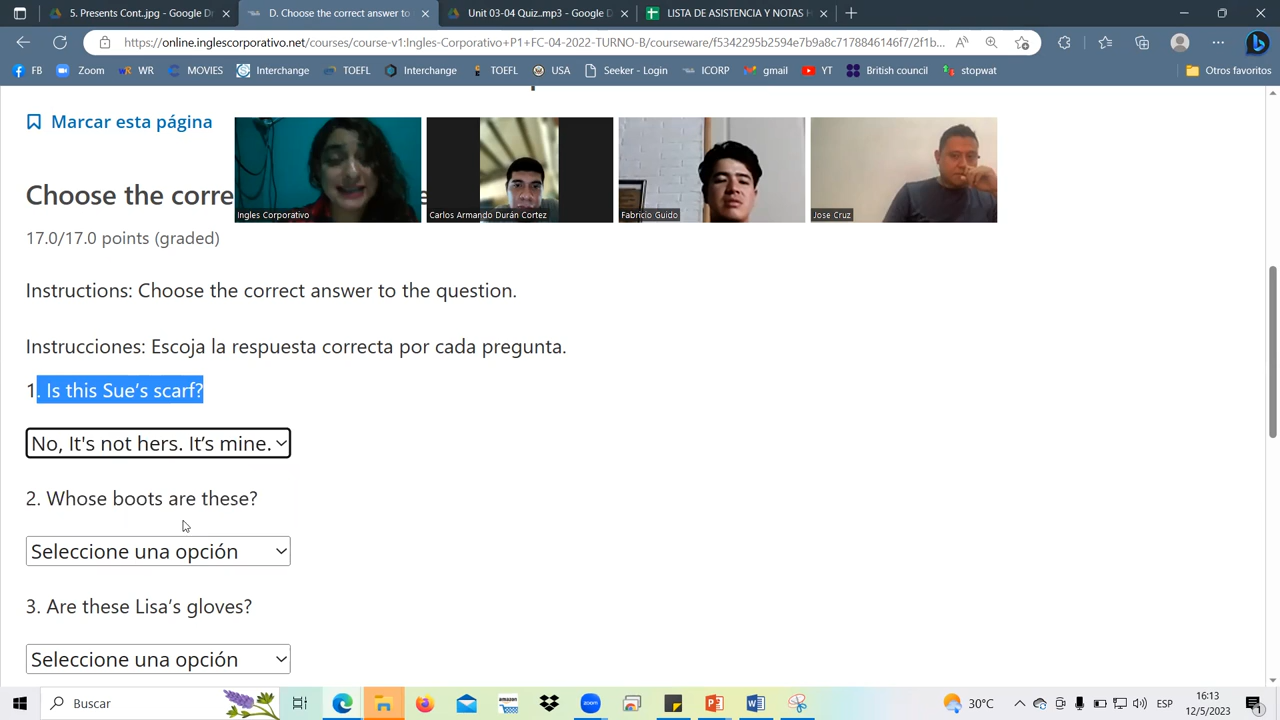 5. Presents Cont..jpg - Google Dr
D. Choose the correct answer to
Unit 03-04 Quiz..mp3 - Google D
LISTA DE ASISTENCIA Y NOTAS H
https://online.inglescorporativo.net/courses/course-v1:Ingles-Corporativo+P1+FC-04-2022-TURNO-B/courseware/f5342295b2594e7b9a8c7178846146f7/2f1b...
FB
Zoom
WR
MOVIES
Interchange
TOEFL
Interchange
TOEFL
USA
Seeker - Login
ICORP
gmail
YT
British council
stopwat
Otros favoritos
Marcar esta página
Ingles Corporativo
Carlos Armando Durán Cortez
Fabricio Guido
Jose Cruz
Choose the corre
17.0/17.0 points (graded)
Instructions: Choose the correct answer to the question.
Instrucciones: Escoja la respuesta correcta por cada pregunta.
1. Is this Sue’s scarf?
No, It's not hers. It’s mine.
2. Whose boots are these?
Seleccione una opción
3. Are these Lisa’s gloves?
Seleccione una opción
Buscar
amazon
zoom
30°C
ESP
16:13
12/5/2023
1